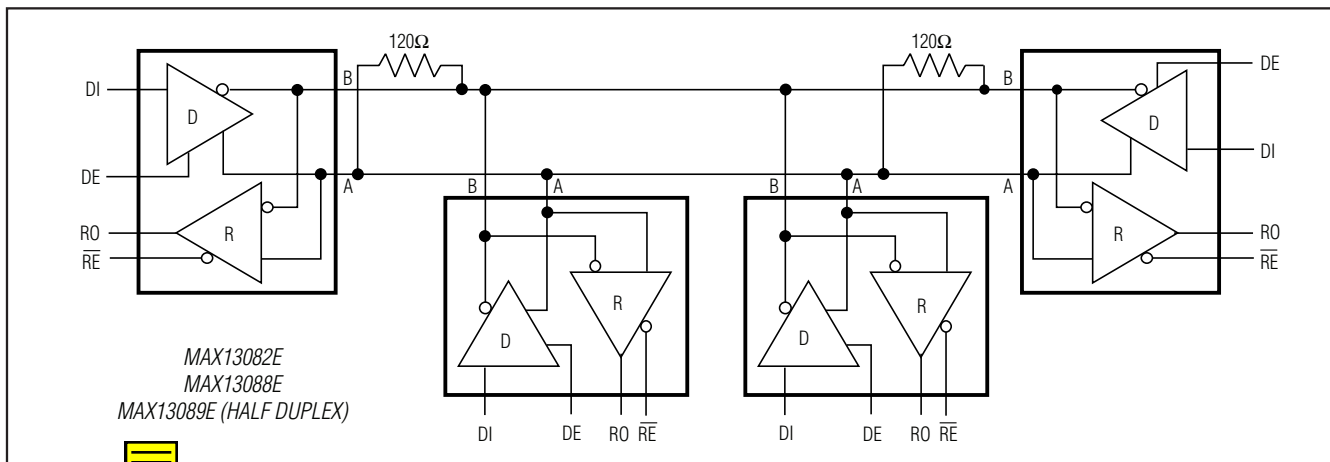 120Ω
120Ω
DI
D
B
DE
A
RO
R
RE
B
A
D
R
DI
DE
RO
RE
B
A
D
R
DI
DE
RO
RE
B
D
DE
DI
A
R
RO
RE
MAX13082E
MAX13088E
MAX13089E (HALF DUPLEX)